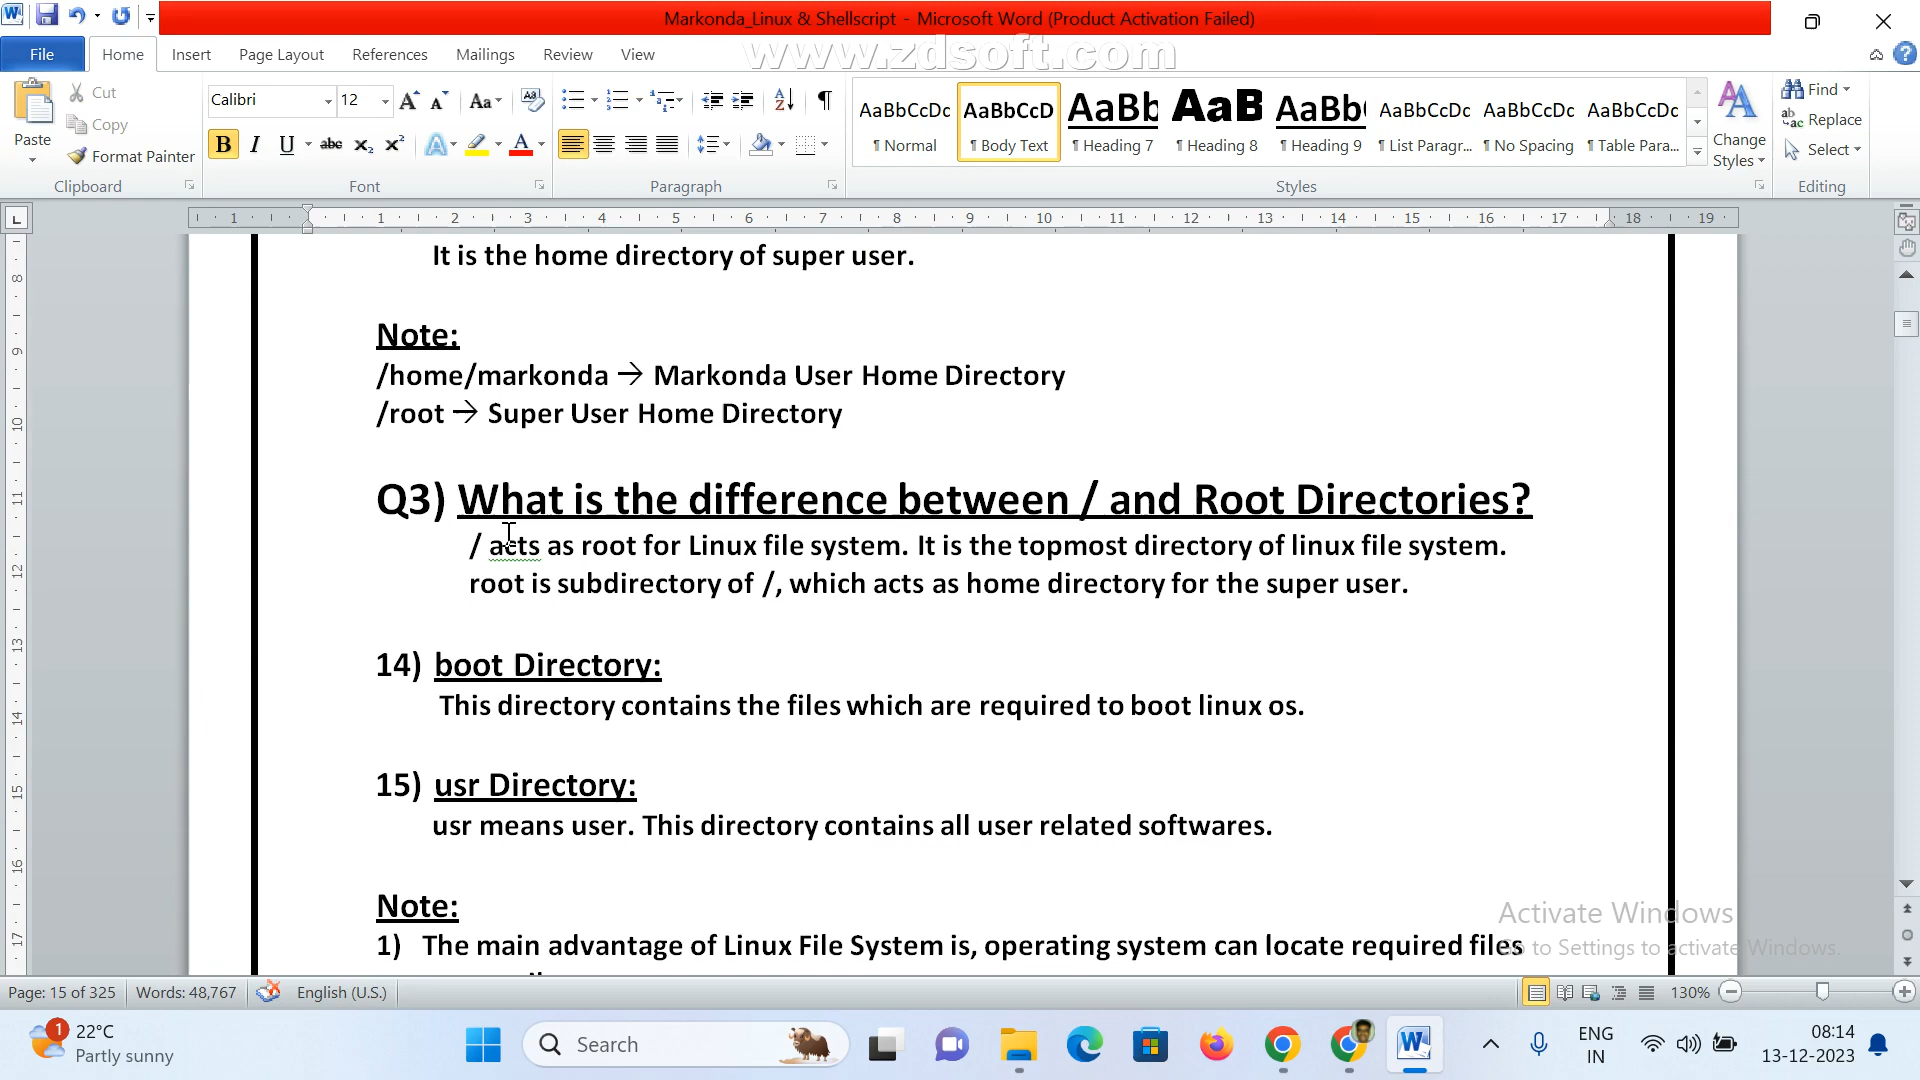 Markonda_Linux & Shellscript - Microsoft Word (Product Activation Failed)
File Home Insert Page Layout References Mailings Review View
www.zdsoft.com
Paste
Cut
Copy
Format Painter
Clipboard
Calibri 12
Font
Paragraph
AaBbCcDc AaBbCcD AaBb AaB AaBb AaBbCcDc AaBbCcDc AaBbCcDc
¶ Normal ¶ Body Text ¶ Heading 7 ¶ Heading 8 ¶ Heading 9 ¶ List Paragr... ¶ No Spacing ¶ Table Para...
Styles
Change Styles
Find
Replace
Select
Editing
It is the home directory of super user.
Note:
/home/markonda → Markonda User Home Directory
/root → Super User Home Directory
Q3) What is the difference between / and Root Directories?
/ acts as root for Linux file system. It is the topmost directory of linux file system.
root is subdirectory of /, which acts as home directory for the super user.
14) boot Directory:
This directory contains the files which are required to boot linux os.
15) usr Directory:
usr means user. This directory contains all user related softwares.
Note:
1) The main advantage of Linux File System is, operating system can locate required files
Activate Windows
Go to Settings to activate Windows.
Page: 15 of 325 Words: 48,767 English (U.S.) 130%
1 22°C
Partly sunny
Search
ENG
IN
08:14
13-12-2023